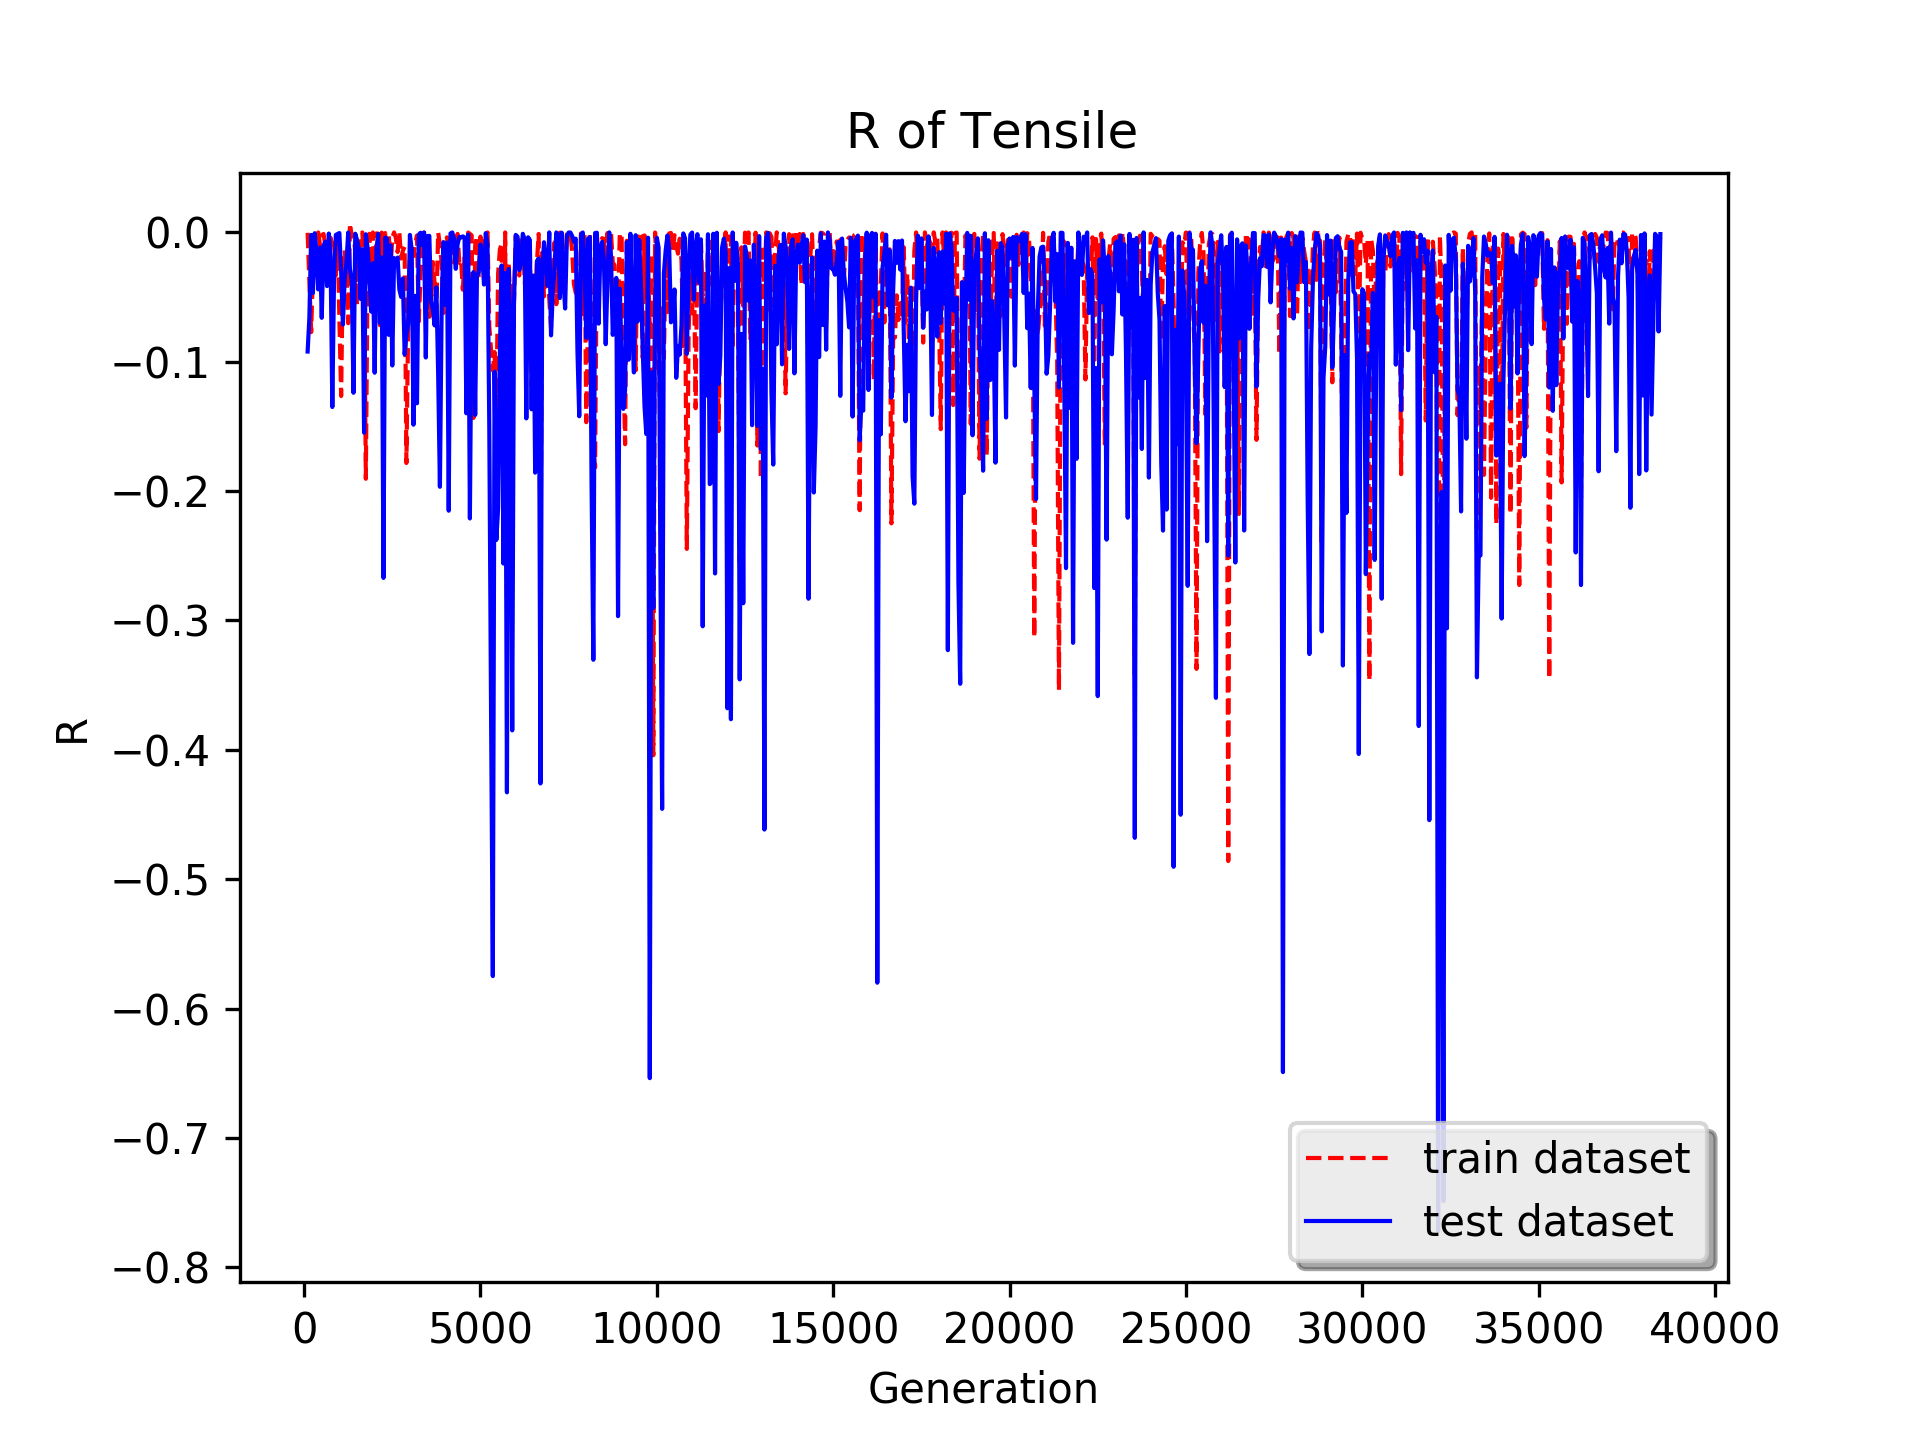 R of Tensile
R
0.0
−0.1
−0.2
−0.3
−0.4
−0.5
−0.6
−0.7
−0.8
train dataset
test dataset
0 5000 10000 15000 20000 25000 30000 35000 40000
Generation